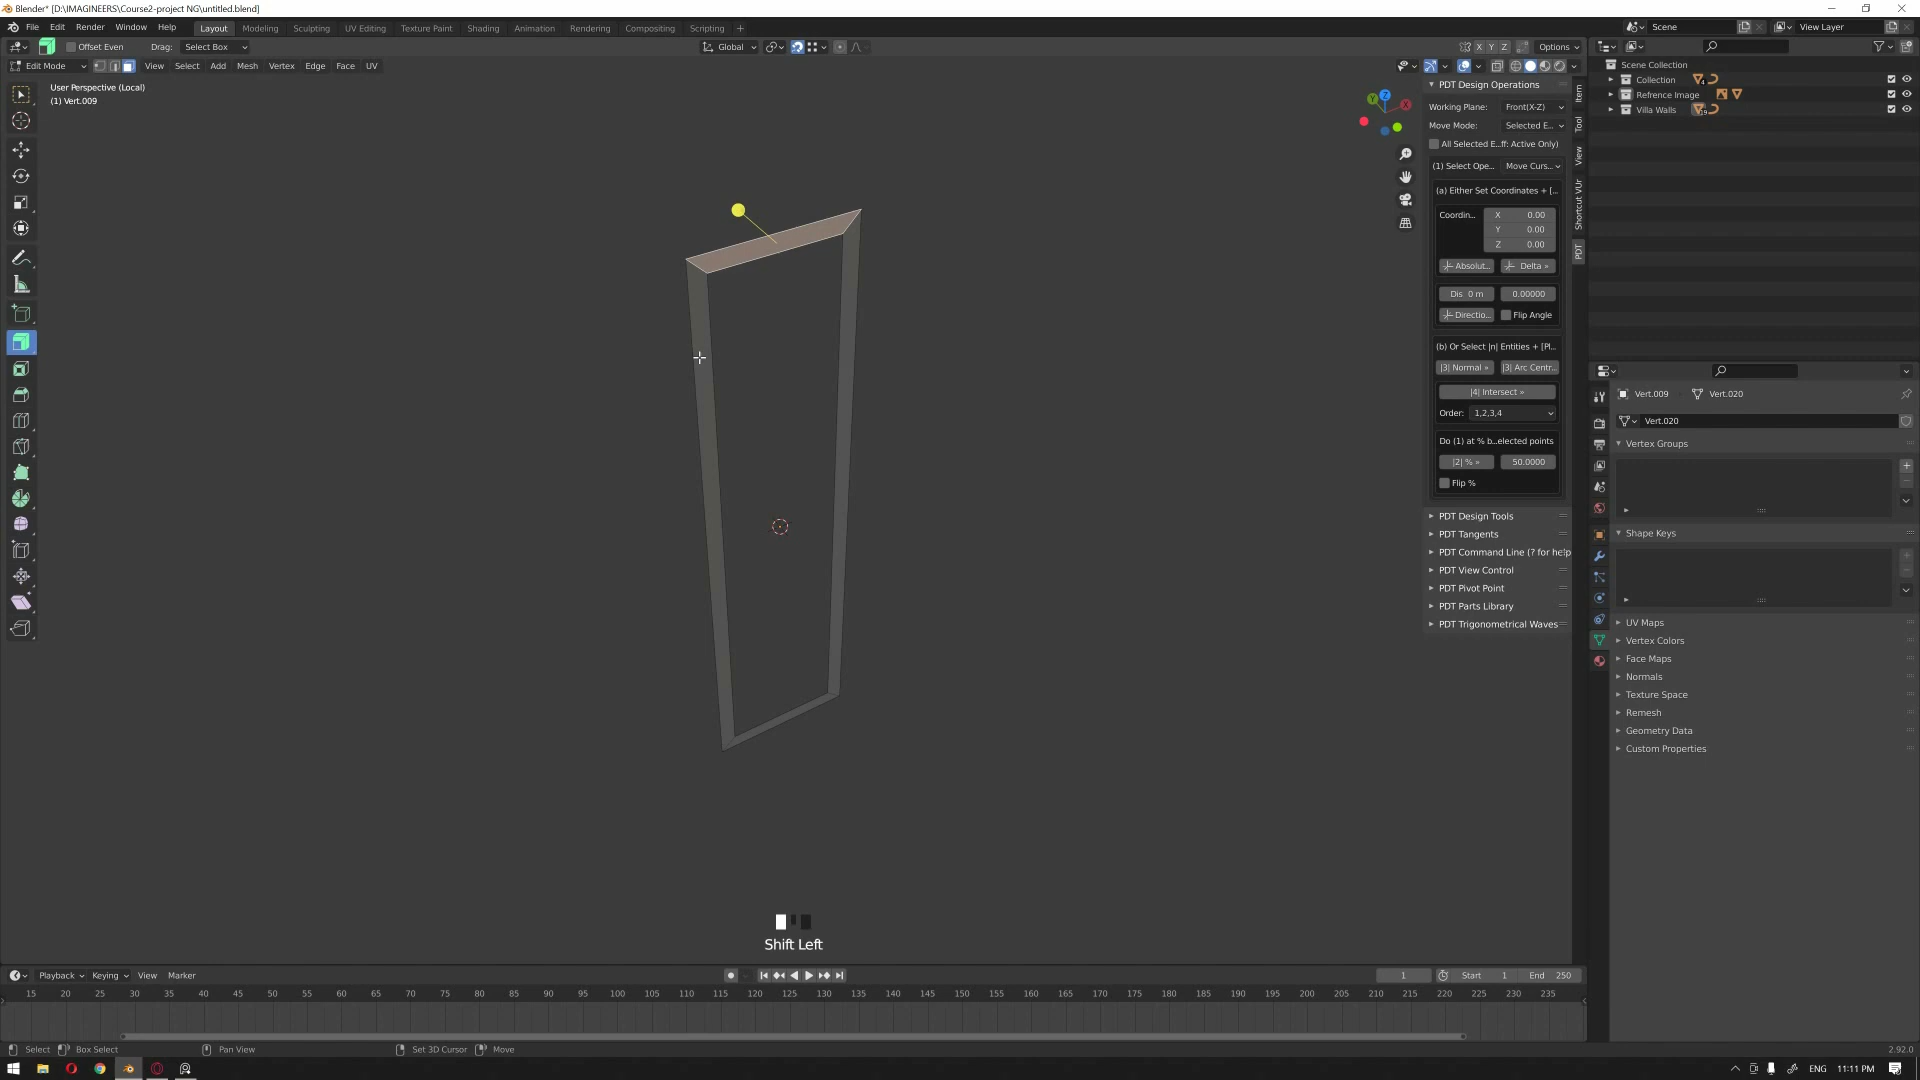 Blender* [D:\IMAGINEERS\Course2-project NG\untitled.blend]
File Edit Render Window Help Layout Modeling Sculpting UV Editing Texture Paint Shading Animation Rendering Compositing Scripting + Scene View Layer
Offset Even Drag: Select Box Global X Y Z Options
Edit Mode View Select Add Mesh Vertex Edge Face UV
User Perspective (Local)
(1) Vert.009
PDT Design Operations
Working Plane: Front(X-Z)
Move Mode: Selected E...
All Selected E...ff: Active Only)
(1) Select Ope... Move Curs...
(a) Either Set Coordinates + [...
Coordin... X 0.00
Y 0.00
Z 0.00
Absolut... Delta »
Dis 0 m 0.00000
Directio... Flip Angle
(b) Or Select |n| Entities + [Pl...
|3| Normal » |3| Arc Centr...
|4| Intersect »
Order: 1,2,3,4
Do (1) at % b...elected points
|2| % » 50.0000
Flip %
PDT Design Tools
PDT Tangents
PDT Command Line (? for help
PDT View Control
PDT Pivot Point
PDT Parts Library
PDT Trigonometrical Waves
Item
Tool
View
Shortcut VUr
PDT
Scene Collection
Collection
Refrence Image
Villa Walls
Vert.009 Vert.020
Vert.020
Vertex Groups
Shape Keys
UV Maps
Vertex Colors
Face Maps
Normals
Texture Space
Remesh
Geometry Data
Custom Properties
Shift Left
Playback Keying View Marker 1 Start 1 End 250
15 20 25 30 35 40 45 50 55 60 65 70 75 80 85 90 95 100 105 110 115 120 125 130 135 140 145 150 155 160 165 170 175 180 185 190 195 200 205 210 215 220 225 230 235
Select Box Select Pan View Set 3D Cursor Move 2.92.0
ENG 11:11 PM